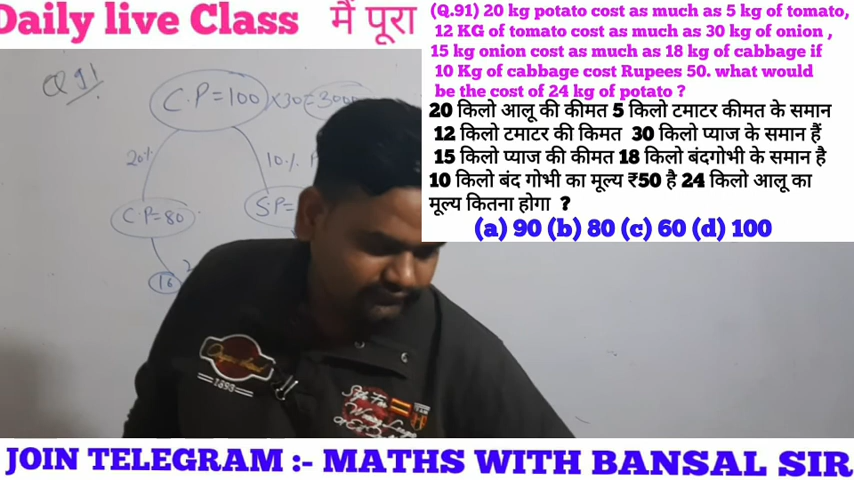 Daily live Class में पूरा
(Q.91) 20 kg potato cost as much as 5 kg of tomato,
12 KG of tomato cost as much as 30 kg of onion ,
15 kg onion cost as much as 18 kg of cabbage if
10 Kg of cabbage cost Rupees 50. what would
be the cost of 24 kg of potato ?
20 किलो आलू की कीमत 5 किलो टमाटर कीमत के समान
12 किलो टमाटर की किमत 30 किलो प्याज के समान हैं
15 किलो प्याज की कीमत 18 किलो बंदगोभी के समान है
10 किलो बंद गोभी का मूल्य ₹50 है 24 किलो आलू का
मूल्य कितना होगा ?
(a) 90 (b) 80 (c) 60 (d) 100
Q 91
C.P=100 x30=3000
20% 10%
C.P=80 S.P=
16
1893
JOIN TELEGRAM :- MATHS WITH BANSAL SIR